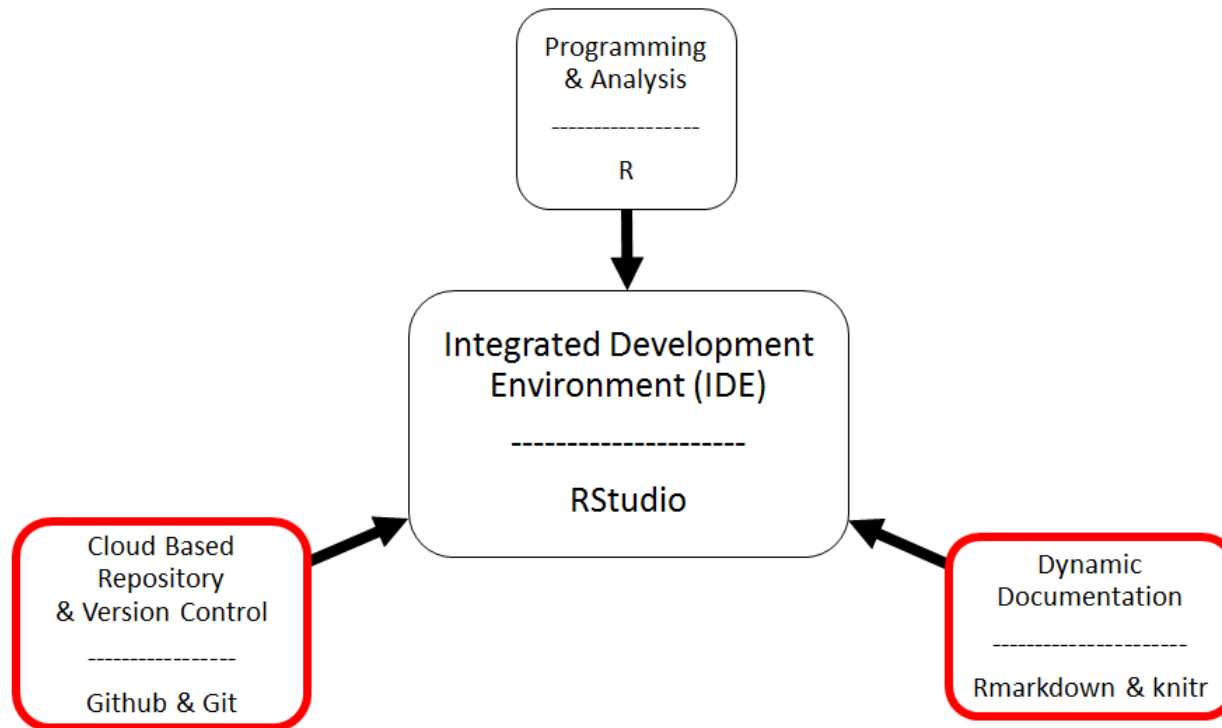 Programming
& Analysis
-----------------
R
Integrated Development
Environment (IDE)
---------------------
RStudio
Cloud Based
Repository
& Version Control
-----------------
Github & Git
Dynamic
Documentation
----------------------
Rmarkdown & knitr